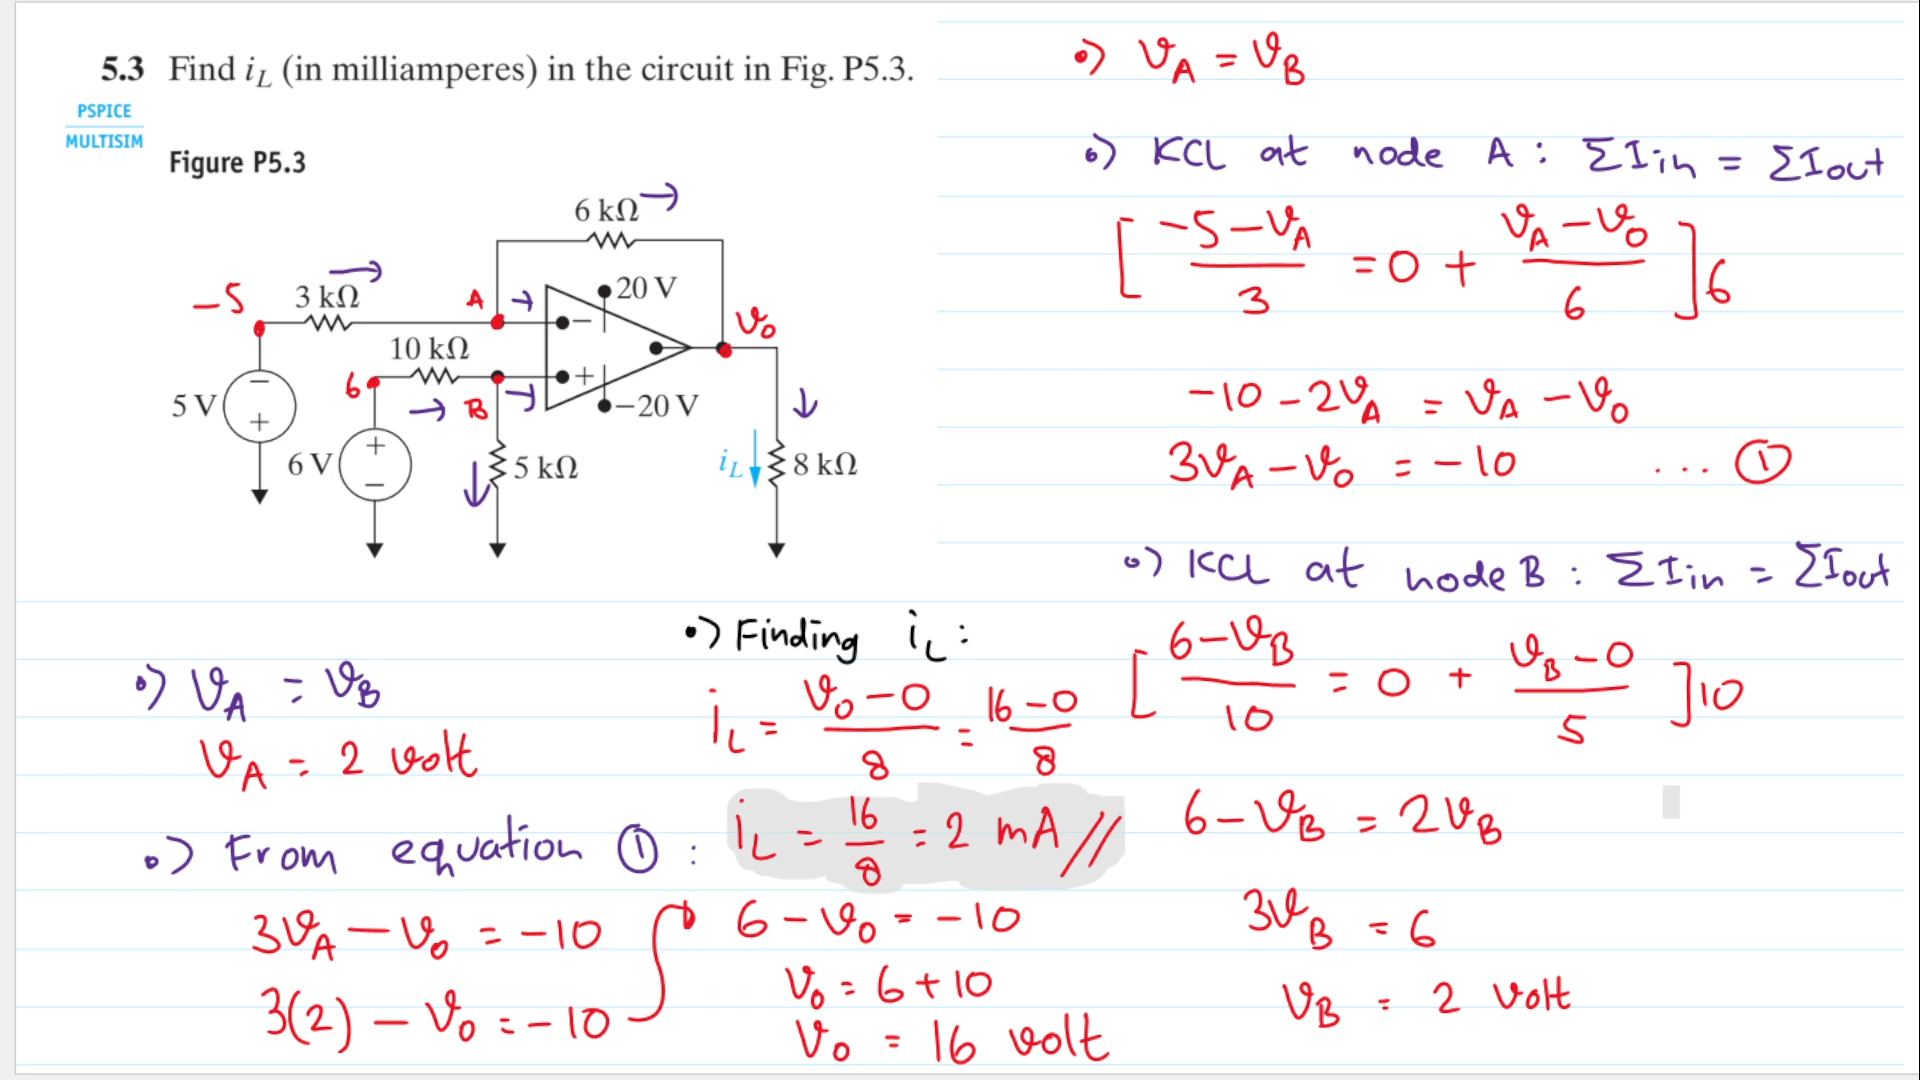 5.3 Find iL (in milliamperes) in the circuit in Fig. P5.3.
PSPICE
MULTISIM
Figure P5.3
6 kΩ →
-5 3 kΩ → A → 20 V
−
vo
10 kΩ
6 → B → + −20 V
5 V − +
6 V + −
↓ 5 kΩ
iL ↓ 8 kΩ
•) vA = vB
•) KCL at node A : ΣIin = ΣIout
[ (-5 - vA)/3 = 0 + (vA - vo)/6 ] 6
-10 - 2vA = vA - vo
3vA - vo = -10 ... ①
•) KCL at node B : ΣIin = ΣIout
[ (6 - vB)/10 = 0 + (vB - 0)/5 ] 10
6 - vB = 2vB
3vB = 6
vB = 2 volt
•) vA = vB
vA = 2 volt
•) From equation ① :
3vA - vo = -10
3(2) - vo = -10
6 - vo = -10
vo = 6 + 10
vo = 16 volt
•) Finding iL :
iL = (vo - 0)/8 = (16 - 0)/8
iL = 16/8 = 2 mA //